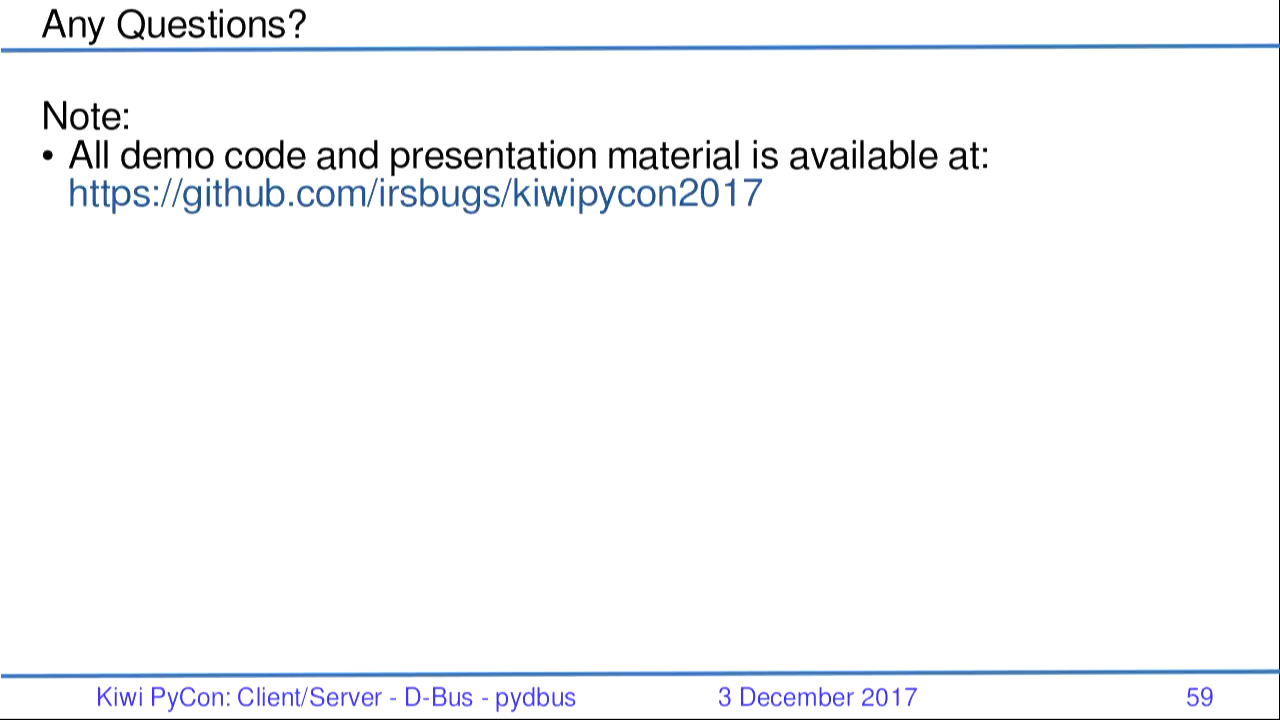 Any Questions?
Note:
• All demo code and presentation material is available at:
https://github.com/irsbugs/kiwipycon2017
Kiwi PyCon: Client/Server - D-Bus - pydbus 3 December 2017 59